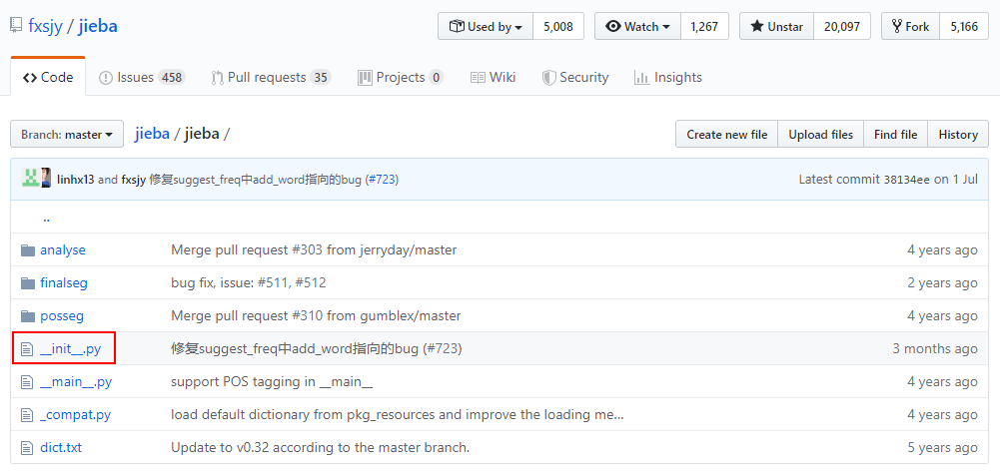 fxsjy / jieba Used by 5,008 Watch 1,267 Unstar 20,097 Fork 5,166
Code Issues 458 Pull requests 35 Projects 0 Wiki Security Insights
Branch: master jieba / jieba / Create new file Upload files Find file History
linhx13 and fxsjy 修复suggest_freq中add_word指向的bug (#723) Latest commit 38134ee on 1 Jul
..
analyse Merge pull request #303 from jerryday/master 4 years ago
finalseg bug fix, issue: #511, #512 2 years ago
posseg Merge pull request #310 from gumblex/master 4 years ago
__init__.py 修复suggest_freq中add_word指向的bug (#723) 3 months ago
__main__.py support POS tagging in __main__ 4 years ago
_compat.py load default dictionary from pkg_resources and improve the loading me... 4 years ago
dict.txt Update to v0.32 according to the master branch. 5 years ago